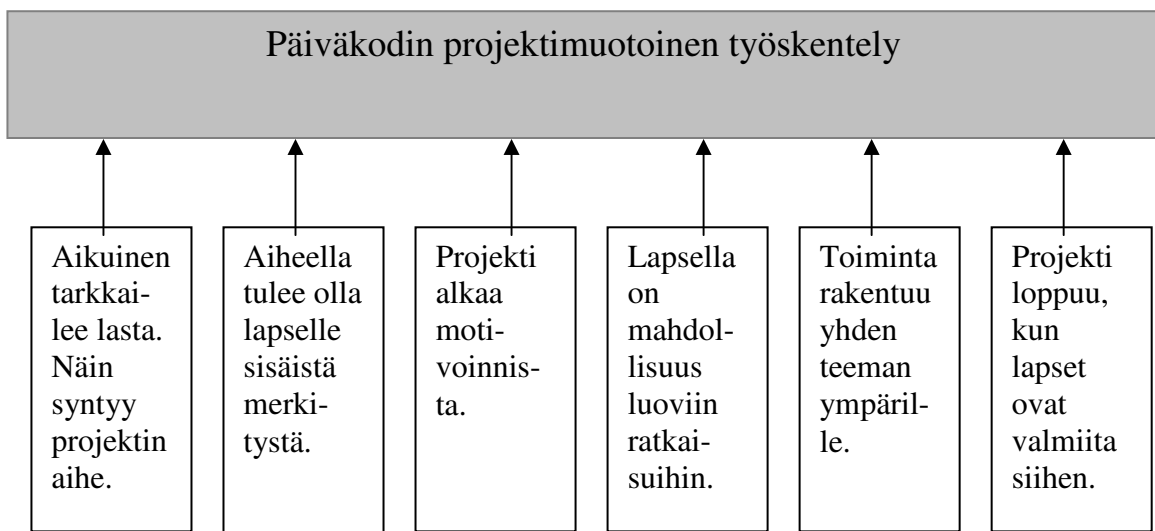 Päiväkodin projektimuotoinen työskentely
Aikuinen
tarkkai-
lee lasta.
Näin
syntyy
projektin
aihe.
Aiheella
tulee olla
lapselle
sisäistä
merki-
tystä.
Projekti
alkaa
moti-
voinnis-
ta.
Lapsella
on
mahdol-
lisuus
luoviin
ratkai-
suihin.
Toiminta
rakentuu
yhden
teeman
ympäril-
le.
Projekti
loppuu,
kun
lapset
ovat
valmiita
siihen.